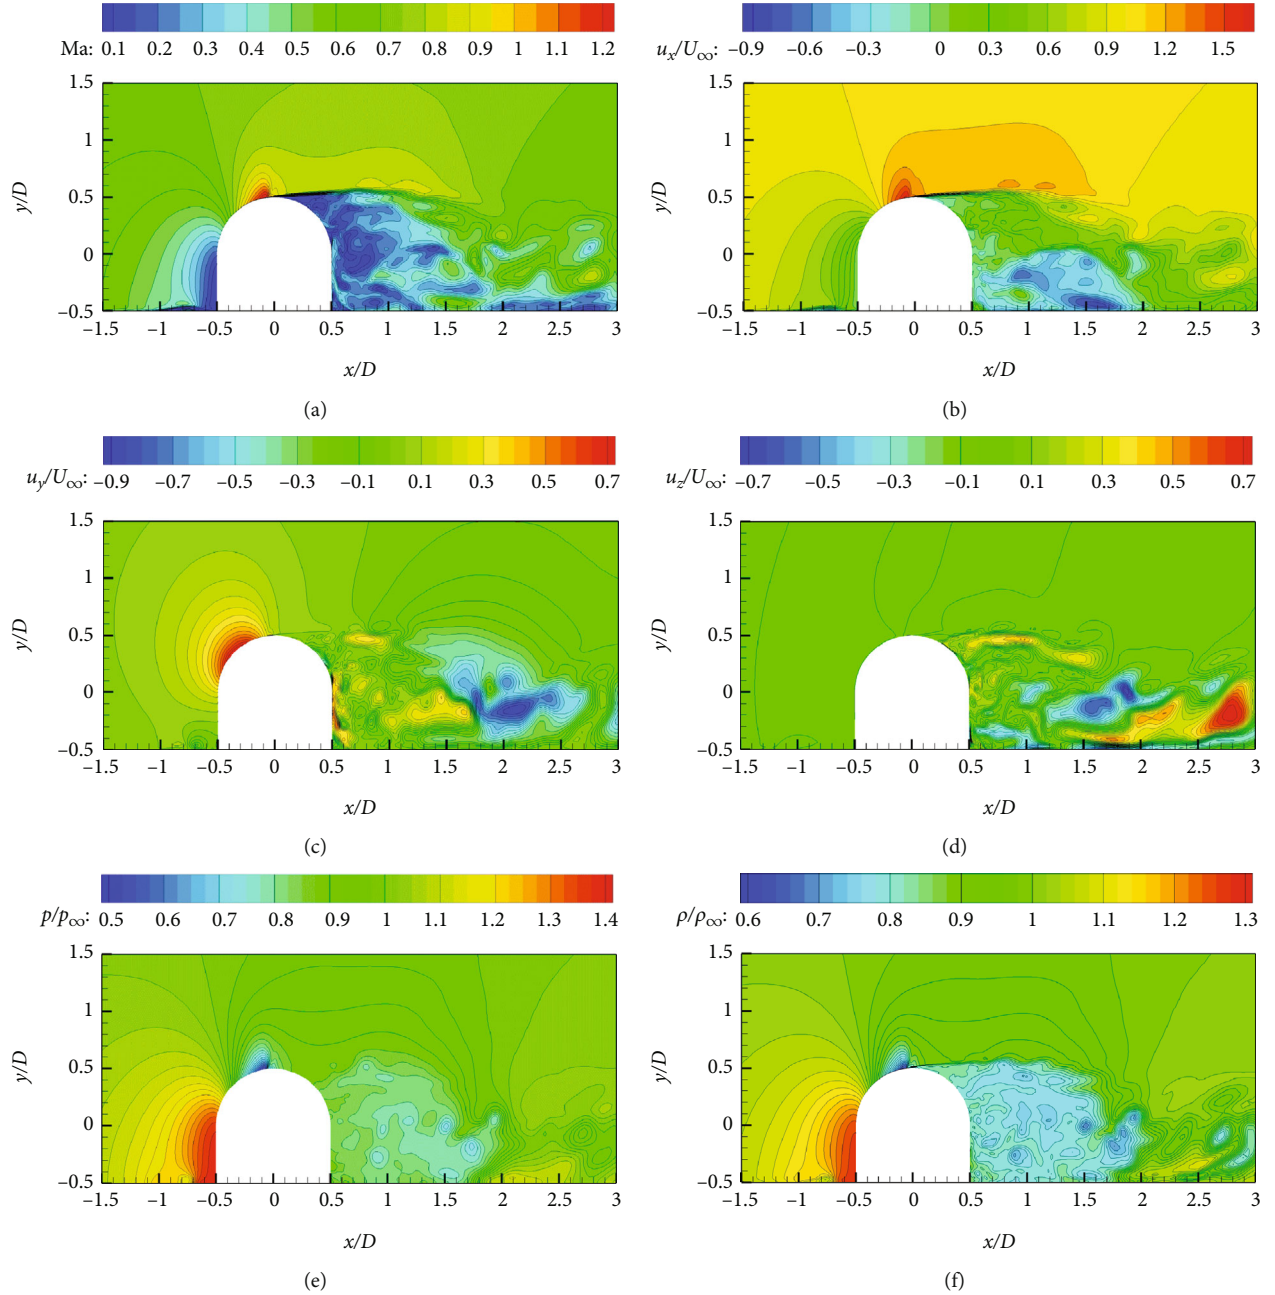 Ma: 0.1 0.2 0.3 0.4 0.5 0.6 0.7 0.8 0.9 1 1.1 1.2
1.5
1
0.5
0
−0.5
y/D
−1.5 −1 −0.5 0 0.5 1 1.5 2 2.5 3
x/D
(a)
uₓ/U∞: −0.9 −0.6 −0.3 0 0.3 0.6 0.9 1.2 1.5
1.5
1
0.5
0
−0.5
y/D
−1.5 −1 −0.5 0 0.5 1 1.5 2 2.5 3
x/D
(b)
u_y/U∞: −0.9 −0.7 −0.5 −0.3 −0.1 0.1 0.3 0.5 0.7
1.5
1
0.5
0
−0.5
y/D
−1.5 −1 −0.5 0 0.5 1 1.5 2 2.5 3
x/D
(c)
u_z/U∞: −0.7 −0.5 −0.3 −0.1 0.1 0.3 0.5 0.7
1.5
1
0.5
0
−0.5
y/D
−1.5 −1 −0.5 0 0.5 1 1.5 2 2.5 3
x/D
(d)
p/p∞: 0.5 0.6 0.7 0.8 0.9 1 1.1 1.2 1.3 1.4
1.5
1
0.5
0
−0.5
y/D
−1.5 −1 −0.5 0 0.5 1 1.5 2 2.5 3
x/D
(e)
ρ/ρ∞: 0.6 0.7 0.8 0.9 1 1.1 1.2 1.3
1.5
1
0.5
0
−0.5
y/D
−1.5 −1 −0.5 0 0.5 1 1.5 2 2.5 3
x/D
(f)